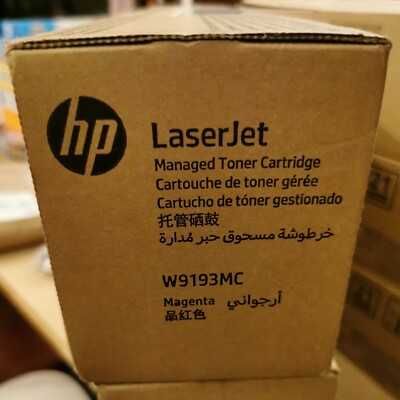 hp
LaserJet
Managed Toner Cartridge
Cartouche de toner gérée
Cartucho de tóner gestionado
托管硒鼓
خرطوشة مسحوق حبر مُدارة
W9193MC
Magenta أرجواني
品紅色